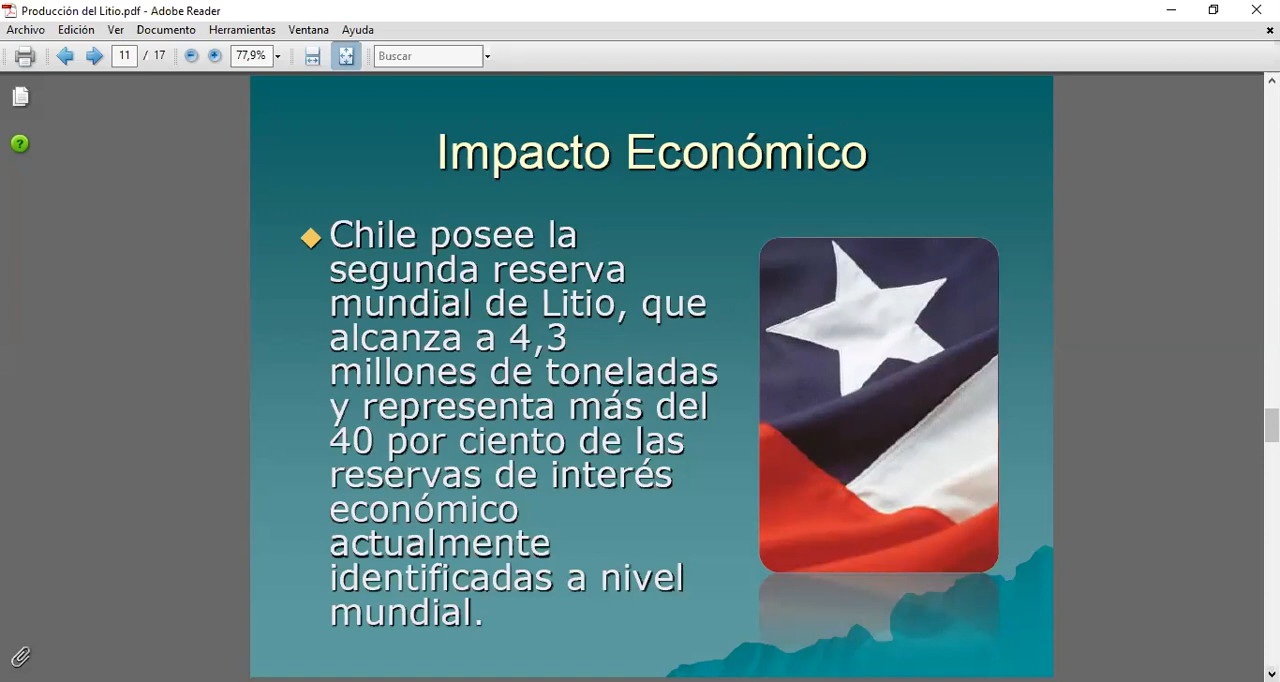 Producción del Litio.pdf - Adobe Reader
Archivo Edición Ver Documento Herramientas Ventana Ayuda
11 / 17 77,9% Buscar
Impacto Económico
Chile posee la
segunda reserva
mundial de Litio, que
alcanza a 4,3
millones de toneladas
y representa más del
40 por ciento de las
reservas de interés
económico
actualmente
identificadas a nivel
mundial.